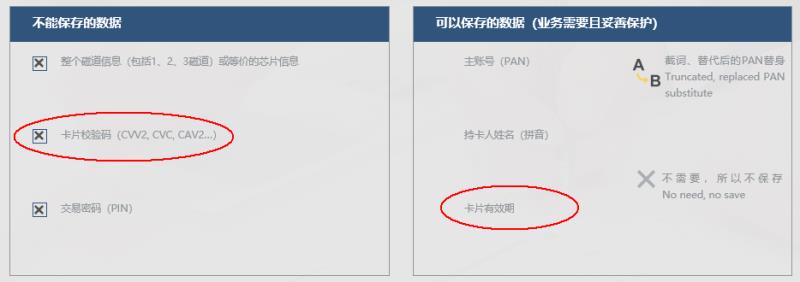 不能保存的数据
整个磁道信息（包括1、2、3磁道）或等价的芯片信息
卡片校验码（CVV2, CVC, CAV2...）
交易密码（PIN）
可以保存的数据（业务需要且妥善保护）
主账号（PAN）
持卡人姓名（拼音）
卡片有效期
A
B
截词、替代后的PAN替身
Truncated, replaced PAN
substitute
不需要，所以不保存
No need, no save